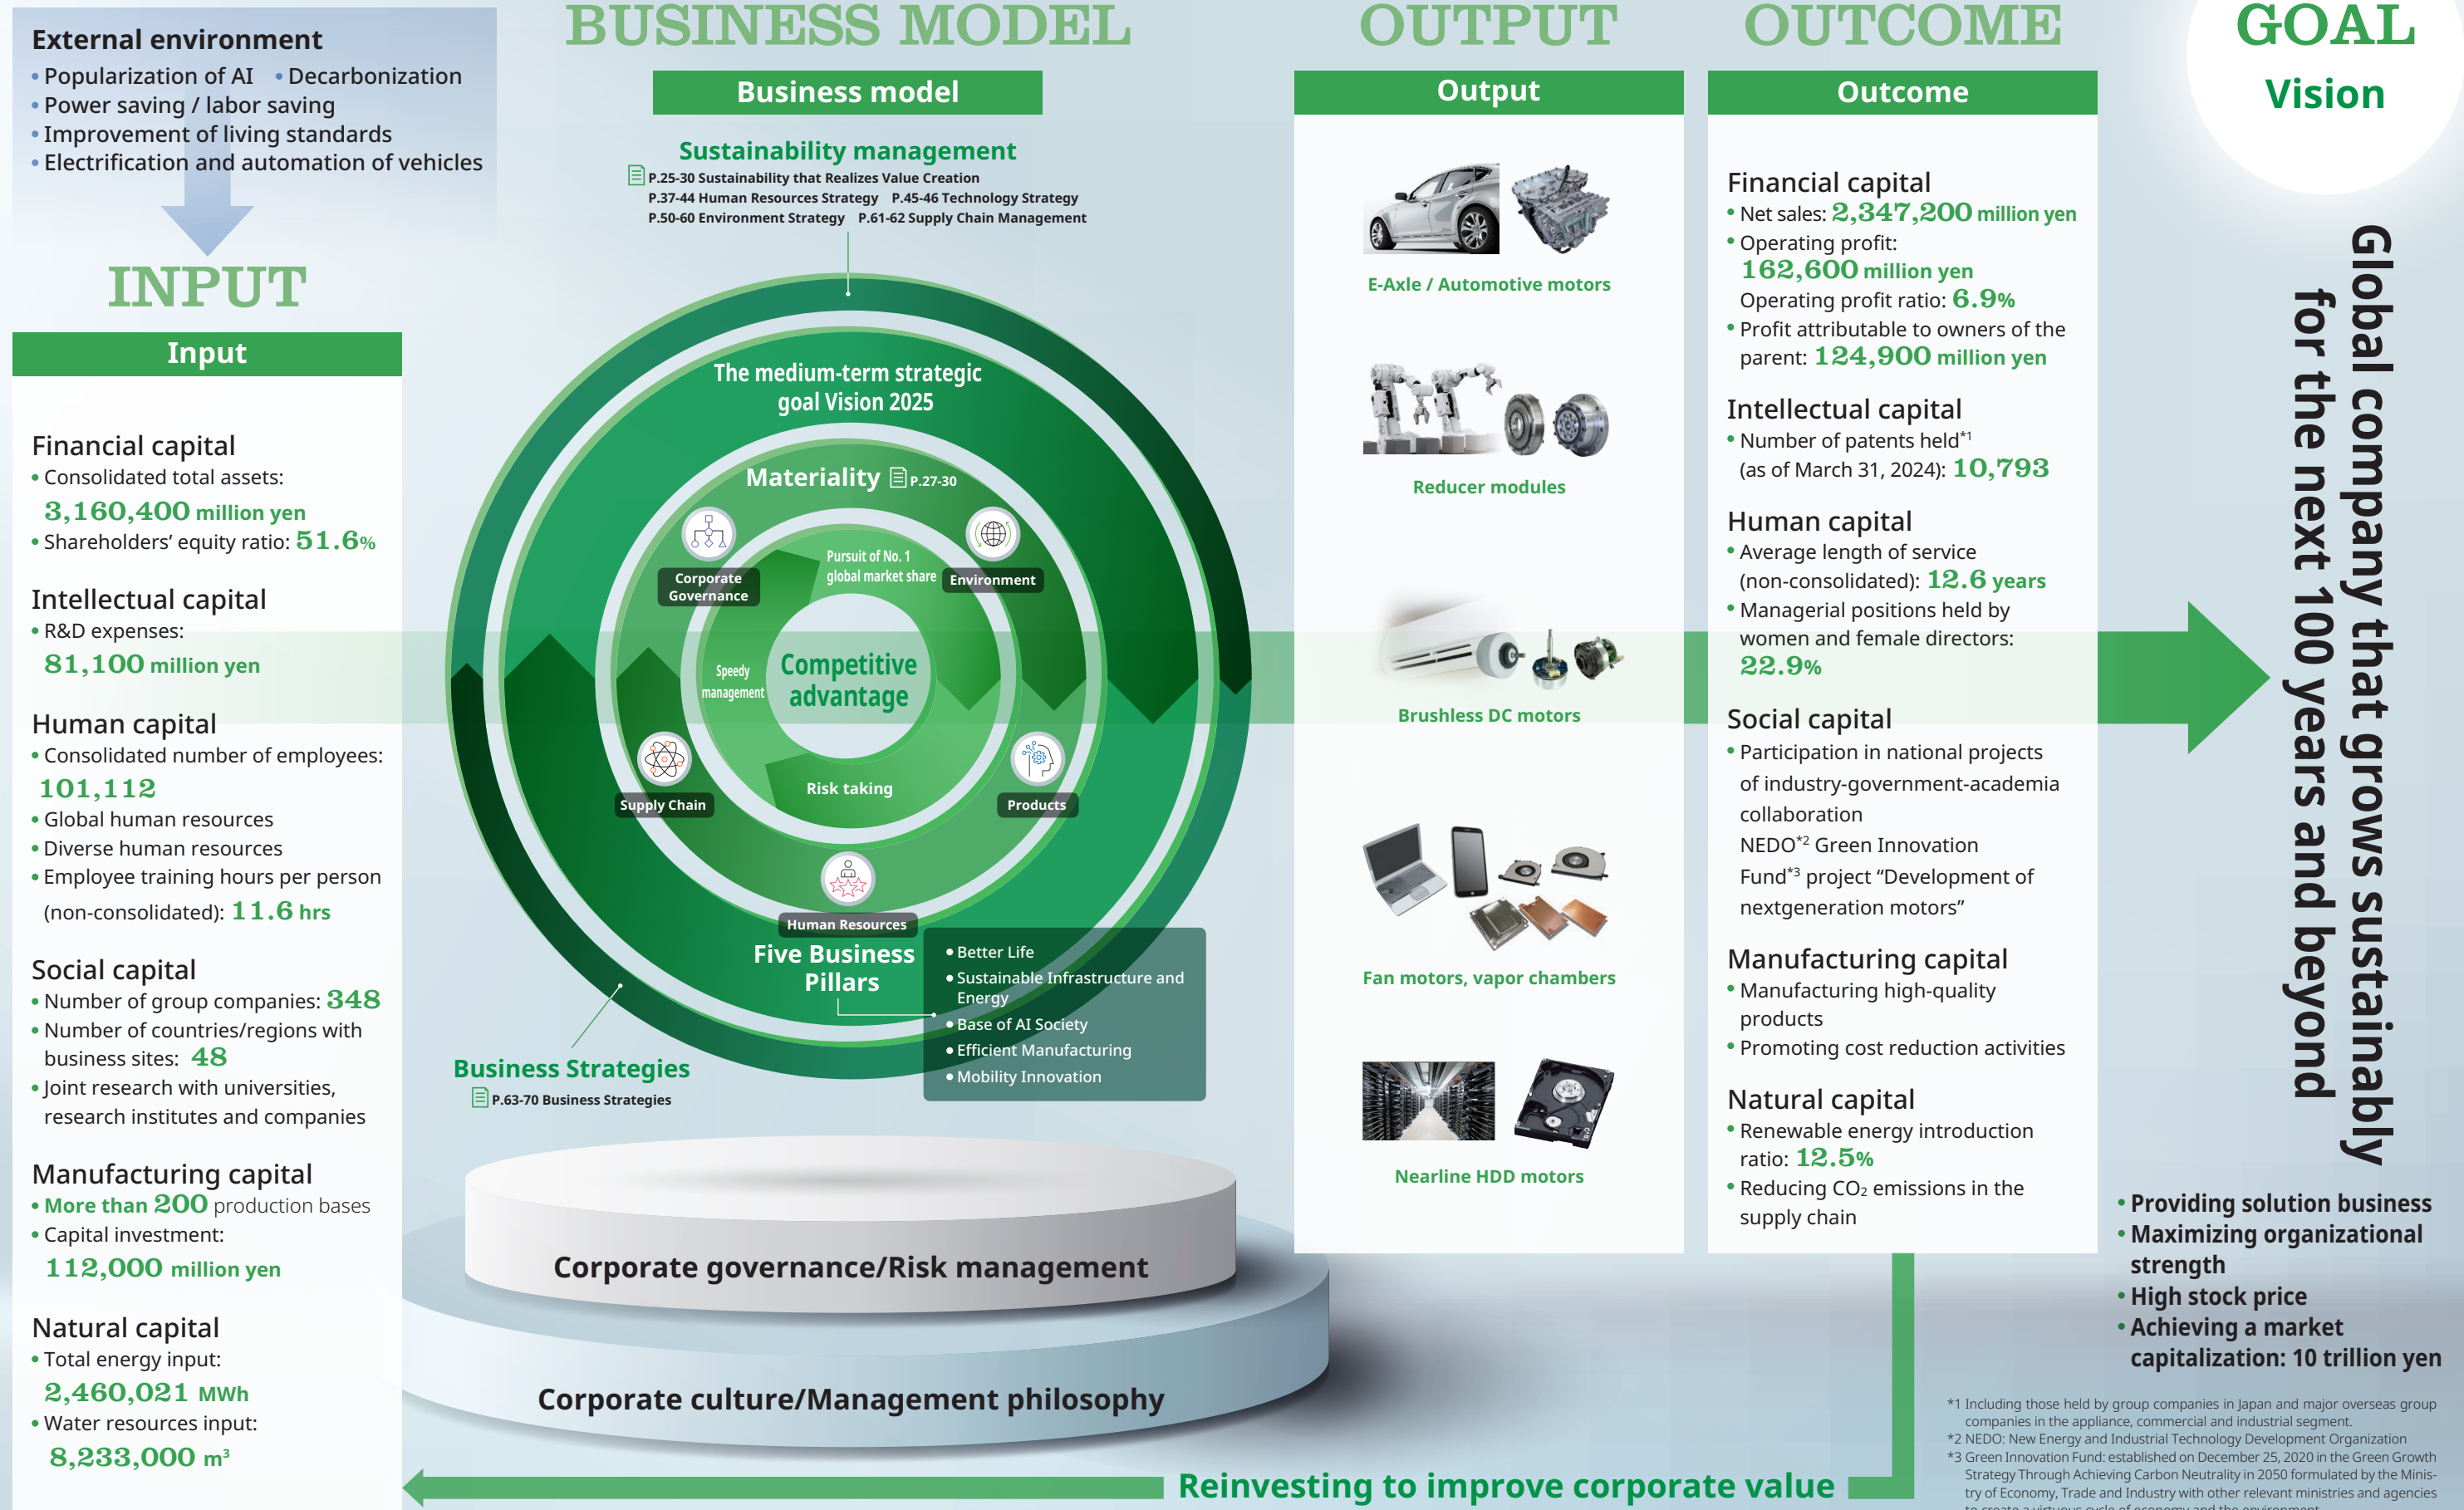 External environment
• Popularization of AI • Decarbonization
• Power saving / labor saving
• Improvement of living standards
• Electrification and automation of vehicles
INPUT
Input
Financial capital
• Consolidated total assets:
3,160,400 million yen
• Shareholders’ equity ratio: 51.6%
Intellectual capital
• R&D expenses:
81,100 million yen
Human capital
• Consolidated number of employees:
101,112
• Global human resources
• Diverse human resources
• Employee training hours per person
(non-consolidated): 11.6 hrs
Social capital
• Number of group companies: 348
• Number of countries/regions with
business sites: 48
• Joint research with universities,
research institutes and companies
Manufacturing capital
• More than 200 production bases
• Capital investment:
112,000 million yen
Natural capital
• Total energy input:
2,460,021 MWh
• Water resources input:
8,233,000 m³
BUSINESS MODEL
Business model
Sustainability management
P.25-30 Sustainability that Realizes Value Creation
P.37-44 Human Resources Strategy P.45-46 Technology Strategy
P.50-60 Environment Strategy P.61-62 Supply Chain Management
The medium-term strategic
goal Vision 2025
Materiality P.27-30
Corporate
Governance
Environment
Pursuit of No. 1
global market share
Speedy
management
Competitive
advantage
Risk taking
Supply Chain
Products
Human Resources
Five Business
Pillars
• Better Life
• Sustainable Infrastructure and
Energy
• Base of AI Society
• Efficient Manufacturing
• Mobility Innovation
Business Strategies
P.63-70 Business Strategies
Corporate governance/Risk management
Corporate culture/Management philosophy
OUTPUT
Output
E-Axle / Automotive motors
Reducer modules
Brushless DC motors
Fan motors, vapor chambers
Nearline HDD motors
OUTCOME
Outcome
Financial capital
• Net sales: 2,347,200 million yen
• Operating profit:
162,600 million yen
Operating profit ratio: 6.9%
• Profit attributable to owners of the
parent: 124,900 million yen
Intellectual capital
• Number of patents held*1
(as of March 31, 2024): 10,793
Human capital
• Average length of service
(non-consolidated): 12.6 years
• Managerial positions held by
women and female directors:
22.9%
Social capital
• Participation in national projects
of industry-government-academia
collaboration
NEDO*2 Green Innovation
Fund*3 project “Development of
nextgeneration motors”
Manufacturing capital
• Manufacturing high-quality
products
• Promoting cost reduction activities
Natural capital
• Renewable energy introduction
ratio: 12.5%
• Reducing CO₂ emissions in the
supply chain
Reinvesting to improve corporate value
GOAL
Vision
Global company that grows sustainably
for the next 100 years and beyond
• Providing solution business
• Maximizing organizational
strength
• High stock price
• Achieving a market
capitalization: 10 trillion yen
*1 Including those held by group companies in Japan and major overseas group
companies in the appliance, commercial and industrial segment.
*2 NEDO: New Energy and Industrial Technology Development Organization
*3 Green Innovation Fund: established on December 25, 2020 in the Green Growth
Strategy Through Achieving Carbon Neutrality in 2050 formulated by the Minis-
try of Economy, Trade and Industry with other relevant ministries and agencies
to create a virtuous cycle of economy and the environment.